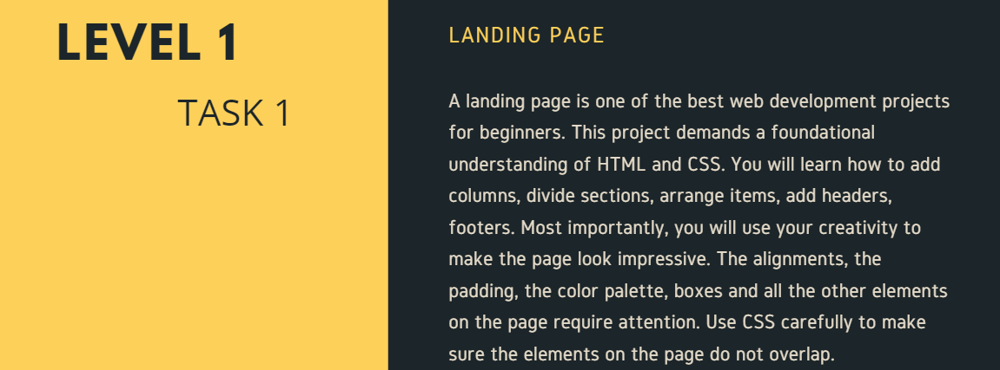 LEVEL 1
TASK 1
LANDING PAGE
A landing page is one of the best web development projects
for beginners. This project demands a foundational
understanding of HTML and CSS. You will learn how to add
columns, divide sections, arrange items, add headers,
footers. Most importantly, you will use your creativity to
make the page look impressive. The alignments, the
padding, the color palette, boxes and all the other elements
on the page require attention. Use CSS carefully to make
sure the elements on the page do not overlap.